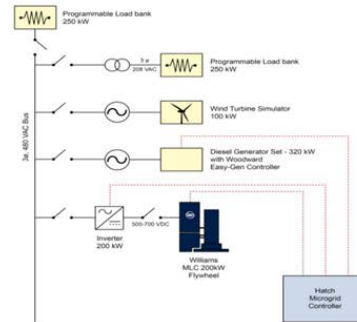 Programmable Load bank
250 kW
3 ø
208 VAC
Programmable Load bank
250 kW
3ø, 480 VAC Bus
Wind Turbine Simulator
100 kW
Diesel Generator Set - 320 kW
with Woodward
Easy-Gen Controller
500-700 VDC
Inverter
200 kW
Williams
MLC 200kW
Flywheel
Hatch
Microgrid
Controller